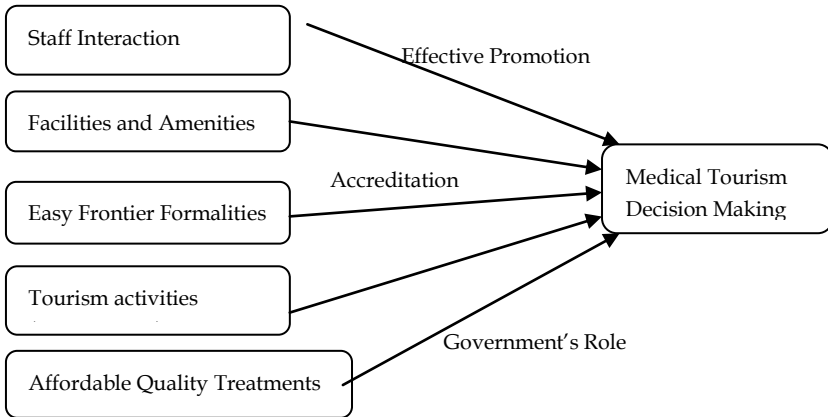 Staff Interaction
Effective Promotion
Facilities and Amenities
Accreditation
Medical Tourism
Decision Making
Easy Frontier Formalities
Tourism activities
Government's Role
Affordable Quality Treatments